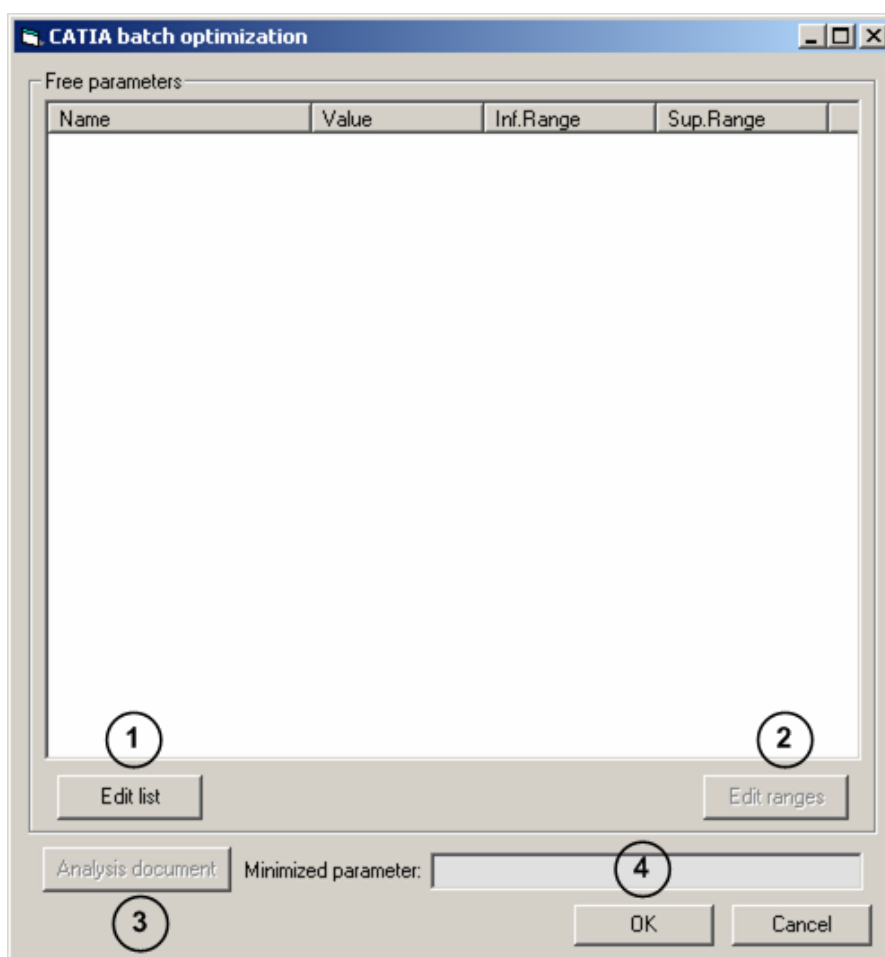 CATIA batch optimization
Free parameters
Name Value Inf.Range Sup.Range
1 2
Edit list Edit ranges
Analysis document Minimized parameter: 4
3 OK Cancel